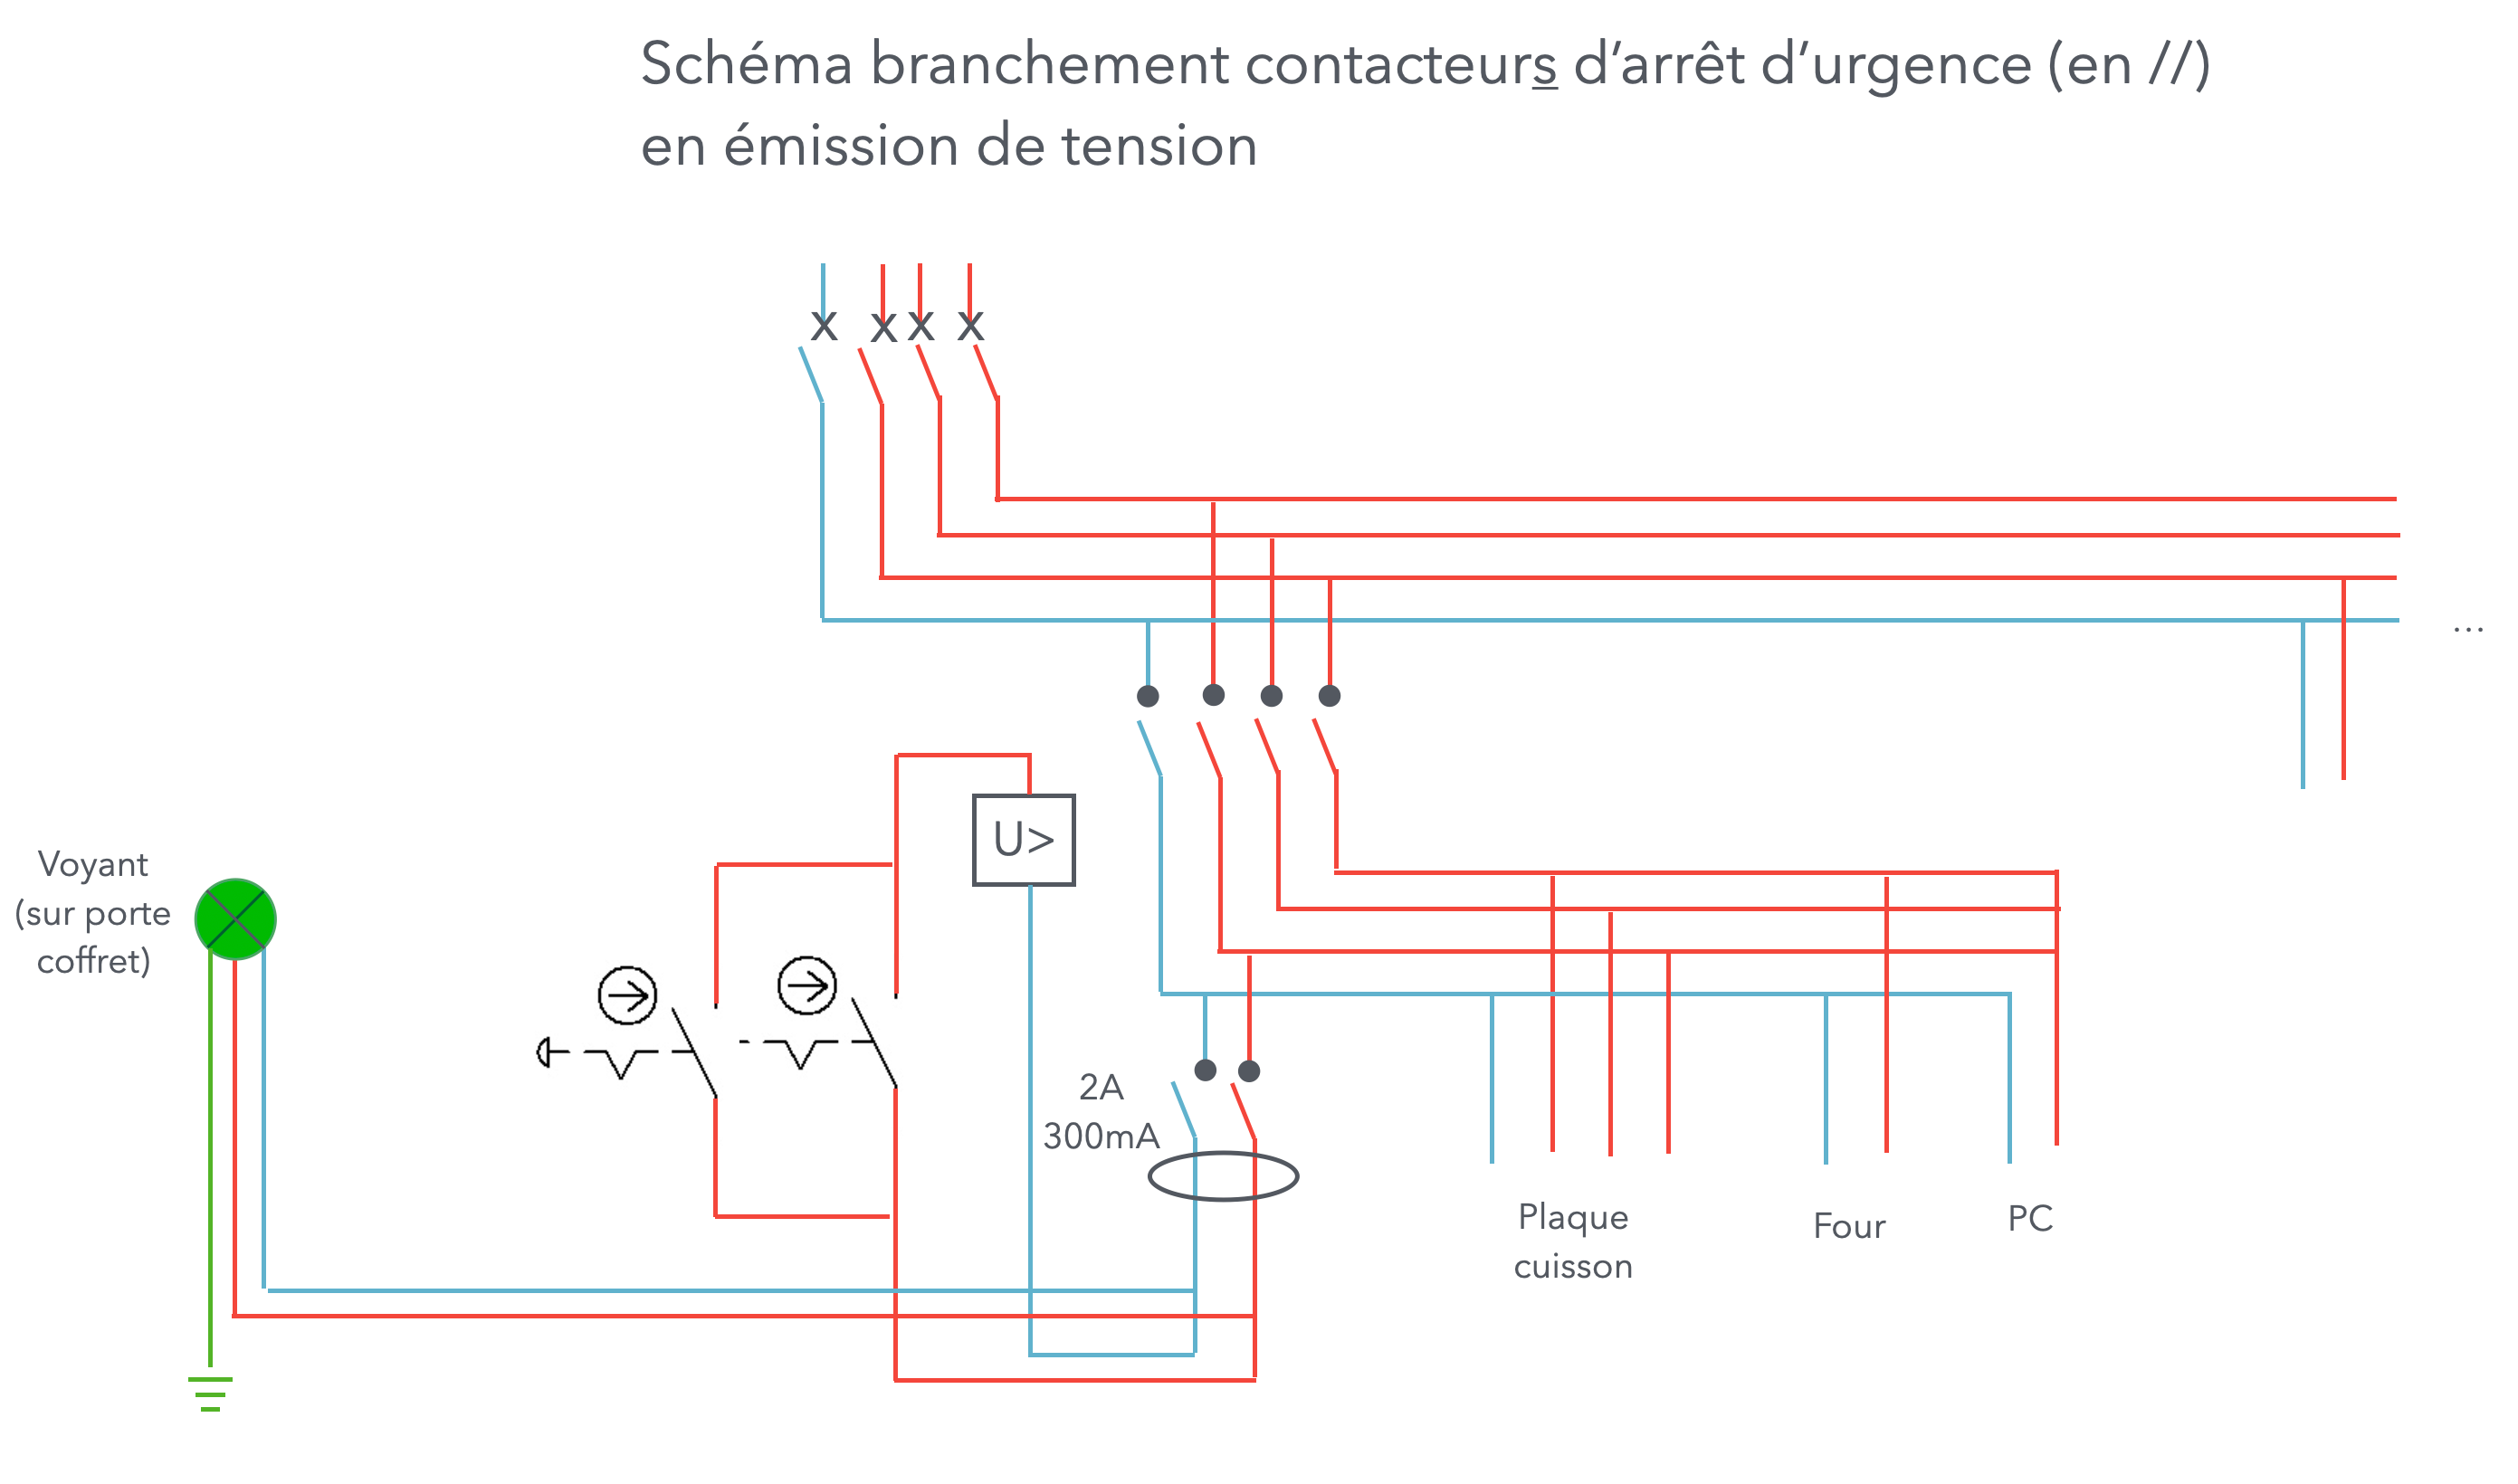 Schéma branchement contacteurs d’arrêt d’urgence (en //)
en émission de tension
x x x x
...
U>
Voyant
(sur porte
coffret)
2A
300mA
Plaque
cuisson
Four
PC